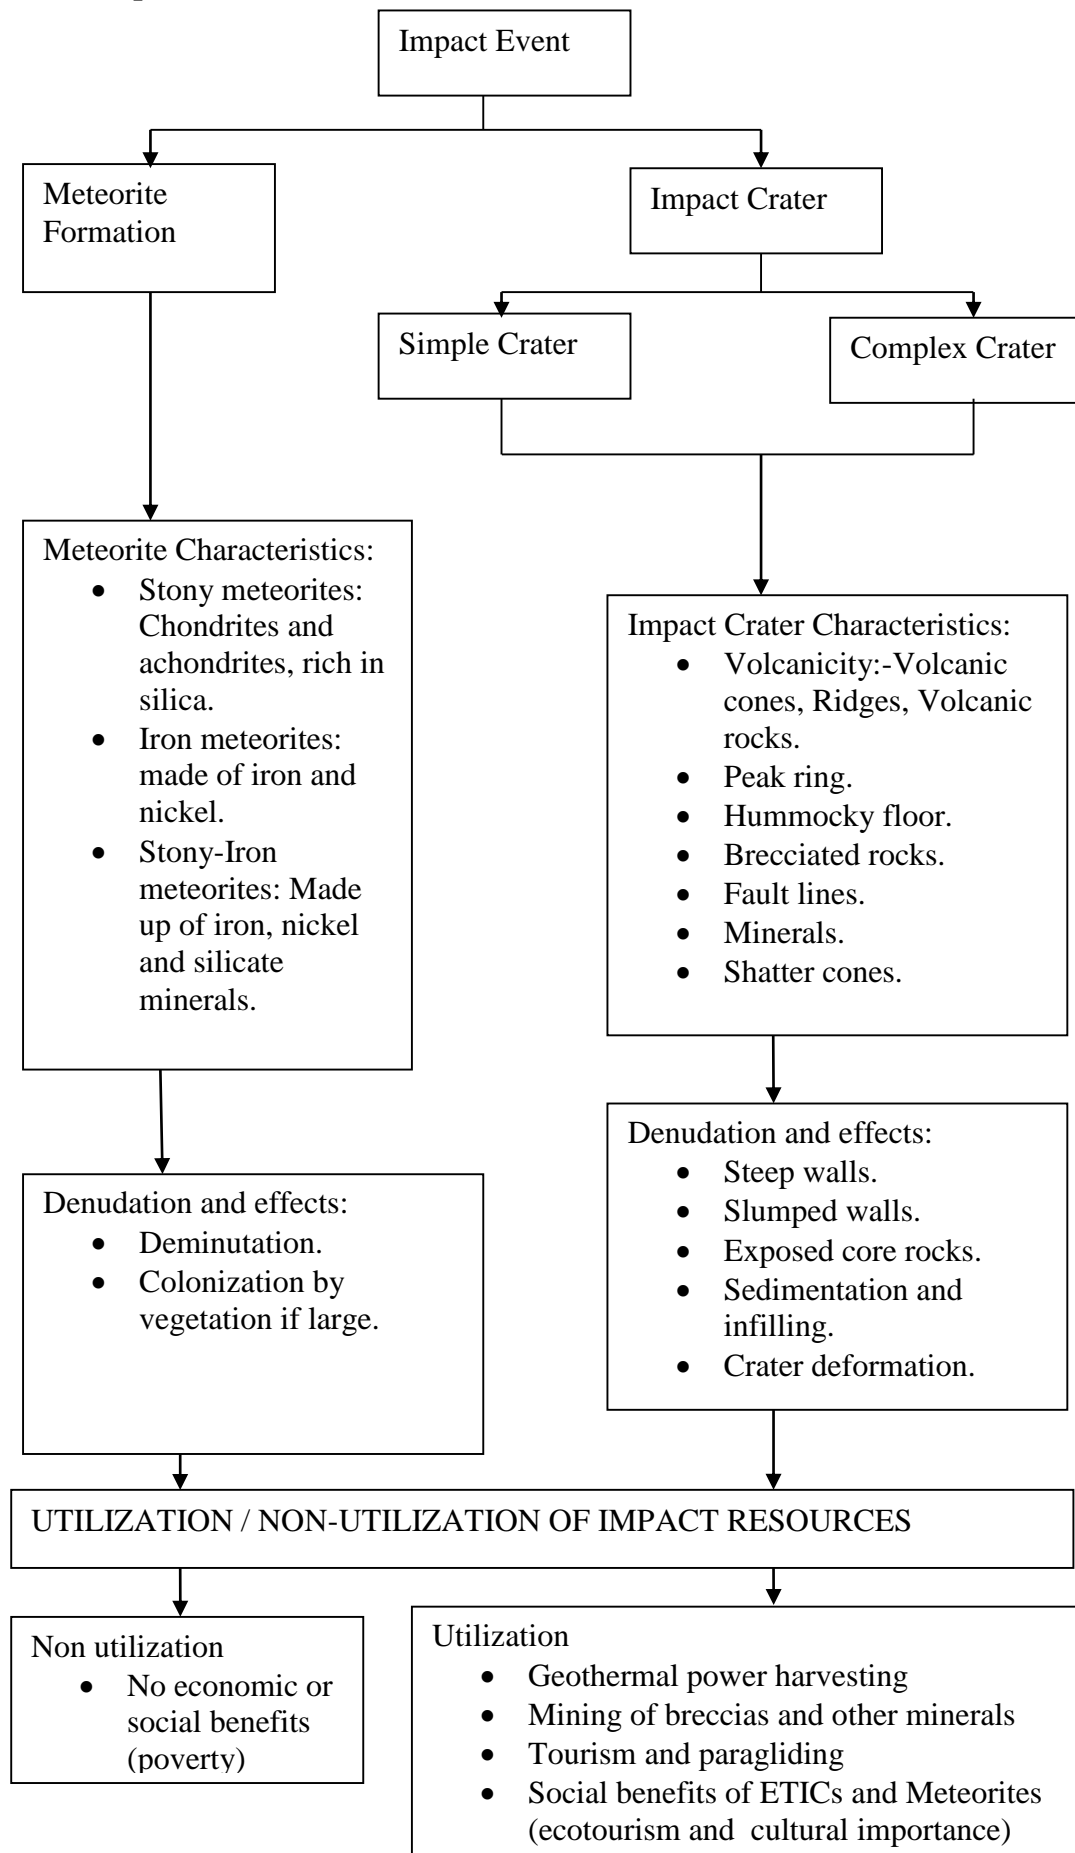 Impact Event
Meteorite
Formation
Impact Crater
Simple Crater
Complex Crater
Meteorite Characteristics:
• Stony meteorites:
Chondrites and
achondrites, rich in
silica.
• Iron meteorites:
made of iron and
nickel.
• Stony-Iron
meteorites: Made
up of iron, nickel
and silicate
minerals.
Impact Crater Characteristics:
• Volcanicity:-Volcanic
cones, Ridges, Volcanic
rocks.
• Peak ring.
• Hummocky floor.
• Brecciated rocks.
• Fault lines.
• Minerals.
• Shatter cones.
Denudation and effects:
• Deminutation.
• Colonization by
vegetation if large.
Denudation and effects:
• Steep walls.
• Slumped walls.
• Exposed core rocks.
• Sedimentation and
infilling.
• Crater deformation.
UTILIZATION / NON-UTILIZATION OF IMPACT RESOURCES
Non utilization
• No economic or
social benefits
(poverty)
Utilization
• Geothermal power harvesting
• Mining of breccias and other minerals
• Tourism and paragliding
• Social benefits of ETICs and Meteorites
(ecotourism and cultural importance)